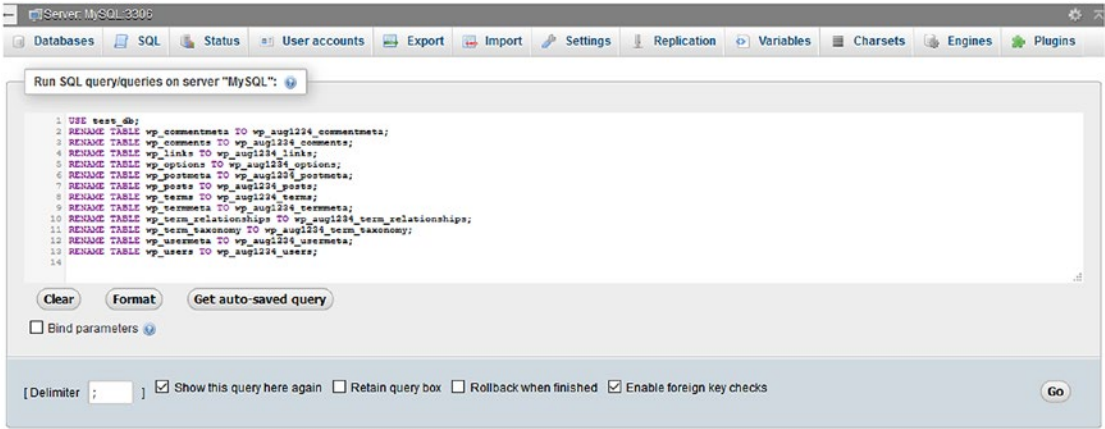 Server: MySQL:3306
Databases SQL Status User accounts Export Import Settings Replication Variables Charsets Engines Plugins
Run SQL query/queries on server "MySQL":
1 USE test_db;
2 RENAME TABLE wp_commentmeta TO wp_aug1234_commentmeta;
3 RENAME TABLE wp_comments TO wp_aug1234_comments;
4 RENAME TABLE wp_links TO wp_aug1234_links;
5 RENAME TABLE wp_options TO wp_aug1234_options;
6 RENAME TABLE wp_postmeta TO wp_aug1234_postmeta;
7 RENAME TABLE wp_posts TO wp_aug1234_posts;
8 RENAME TABLE wp_terms TO wp_aug1234_terms;
9 RENAME TABLE wp_termmeta TO wp_aug1234_termmeta;
10 RENAME TABLE wp_term_relationships TO wp_aug1234_term_relationships;
11 RENAME TABLE wp_term_taxonomy TO wp_aug1234_term_taxonomy;
12 RENAME TABLE wp_usermeta TO wp_aug1234_usermeta;
13 RENAME TABLE wp_users TO wp_aug1234_users;
14
Clear Format Get auto-saved query
Bind parameters
[ Delimiter ; ] Show this query here again Retain query box Rollback when finished Enable foreign key checks Go